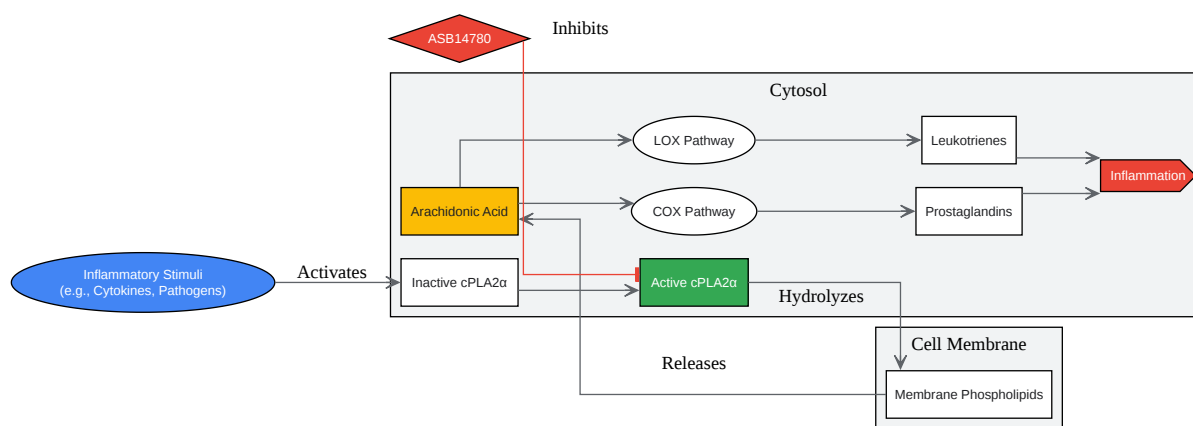 ASB14780
Inhibits
Cytosol
LOX Pathway
Leukotrienes
Inflammation
Arachidonic Acid
COX Pathway
Prostaglandins
Inflammatory Stimuli
(e.g., Cytokines, Pathogens)
Activates
Inactive cPLA2α
Active cPLA2α
Hydrolyzes
Cell Membrane
Releases
Membrane Phospholipids